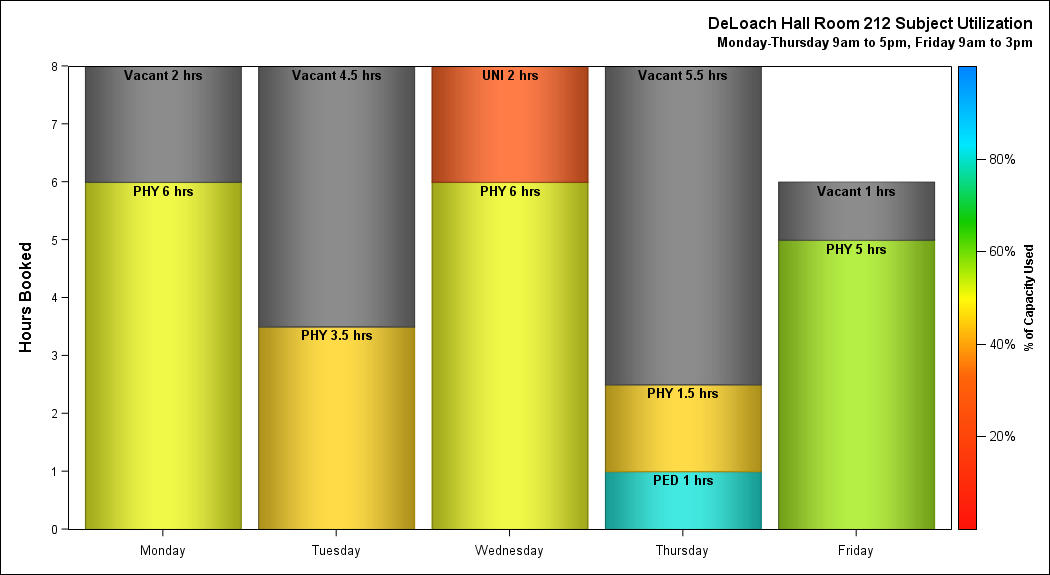 DeLoach Hall Room 212 Subject Utilization
Monday-Thursday 9am to 5pm, Friday 9am to 3pm
Hours Booked
8
7
6
5
4
3
2
1
0
Vacant 2 hrs
PHY 6 hrs
Vacant 4.5 hrs
PHY 3.5 hrs
UNI 2 hrs
PHY 6 hrs
Vacant 5.5 hrs
PHY 1.5 hrs
PED 1 hrs
Vacant 1 hrs
PHY 5 hrs
Monday
Tuesday
Wednesday
Thursday
Friday
80%
60%
40%
20%
% of Capacity Used